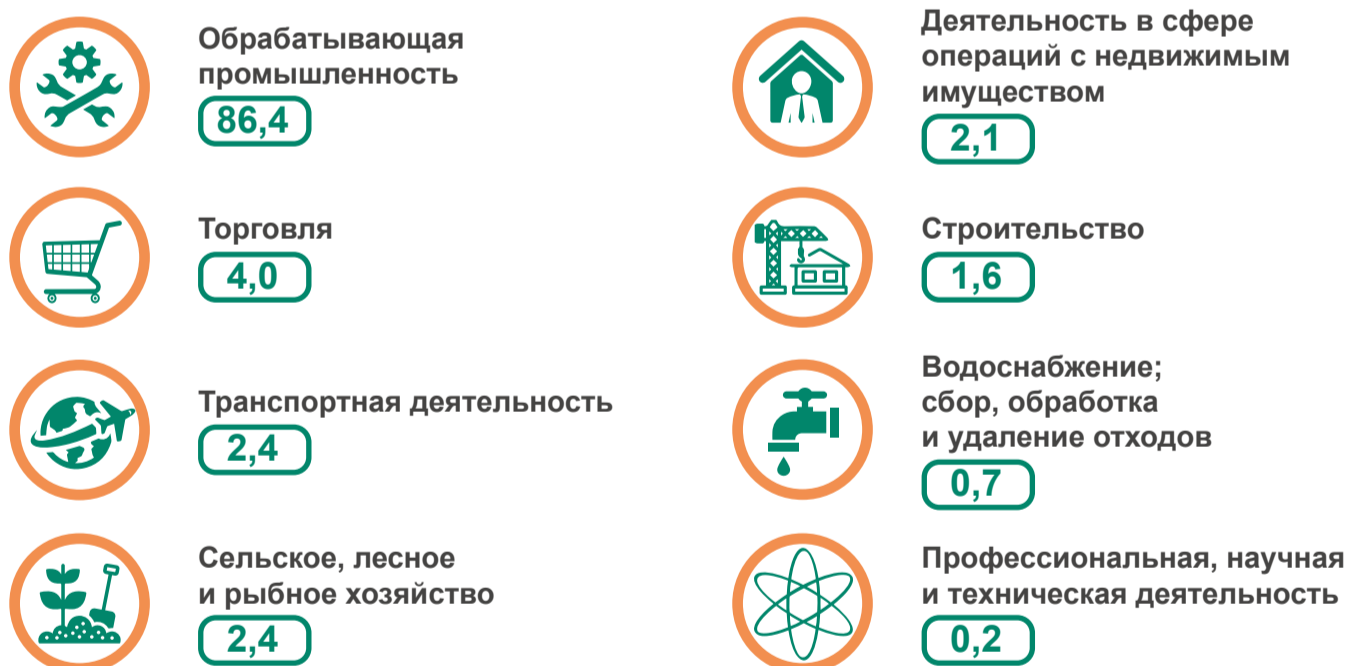 Обрабатывающая
промышленность
86,4
Торговля
4,0
Транспортная деятельность
2,4
Сельское, лесное
и рыбное хозяйство
2,4
Деятельность в сфере
операций с недвижимым
имуществом
2,1
Строительство
1,6
Водоснабжение;
сбор, обработка
и удаление отходов
0,7
Профессиональная, научная
и техническая деятельность
0,2